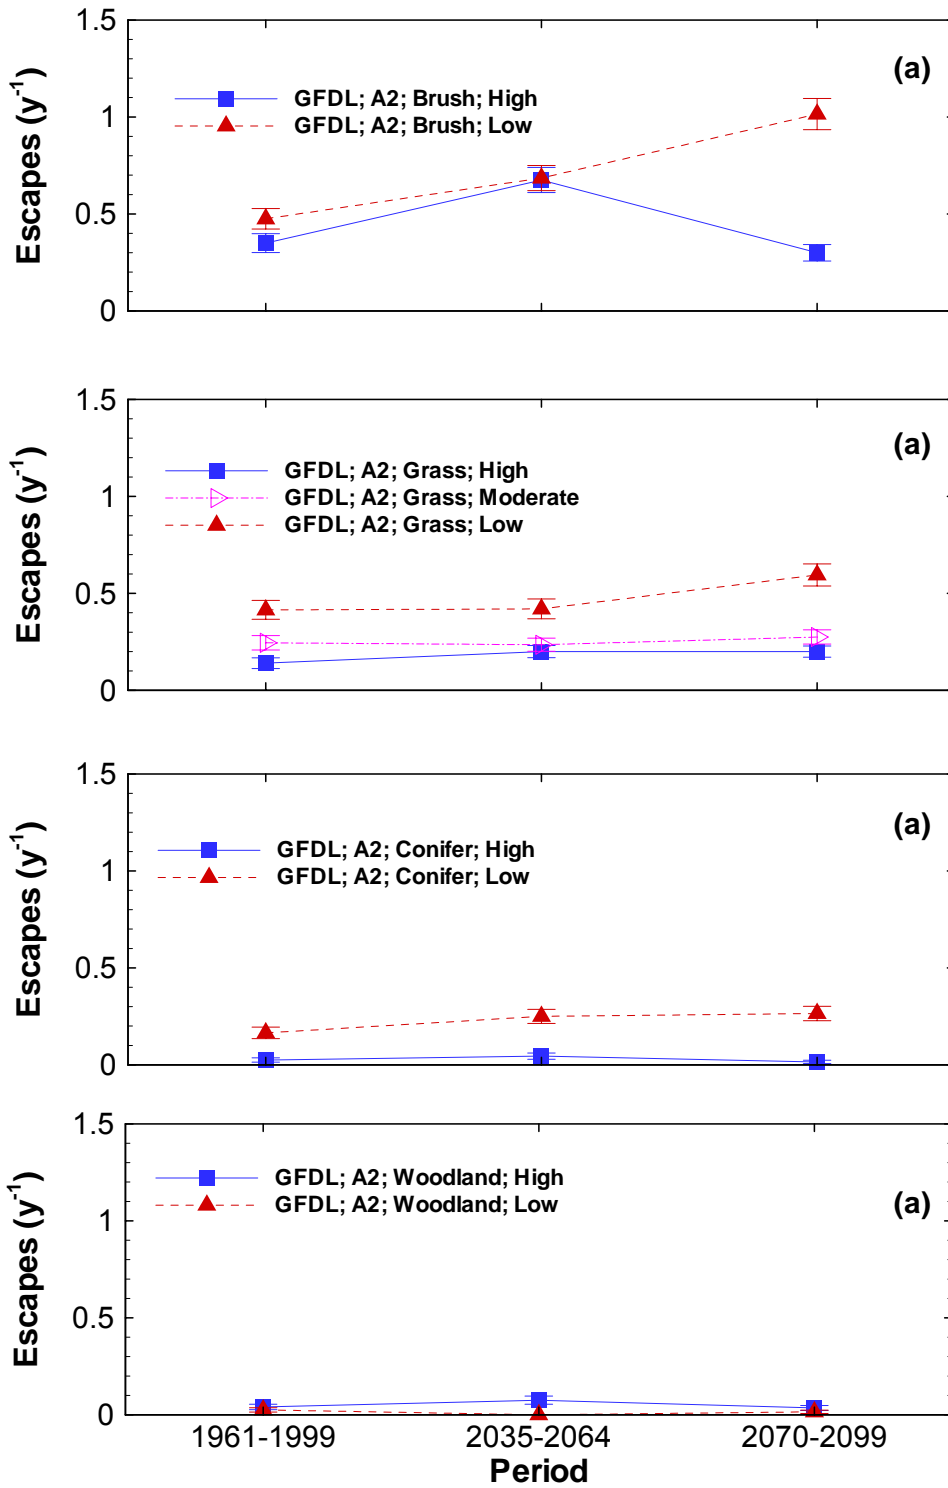 1.5
(a)
GFDL; A2; Brush; High
GFDL; A2; Brush; Low
1
0.5
0
Escapes (y⁻¹)
1.5
(a)
GFDL; A2; Grass; High
GFDL; A2; Grass; Moderate
GFDL; A2; Grass; Low
1
0.5
0
Escapes (y⁻¹)
1.5
(a)
GFDL; A2; Conifer; High
GFDL; A2; Conifer; Low
1
0.5
0
Escapes (y⁻¹)
1.5
GFDL; A2; Woodland; High
GFDL; A2; Woodland; Low
(a)
1
0.5
0
Escapes (y⁻¹)
1961-1999 2035-2064 2070-2099
Period